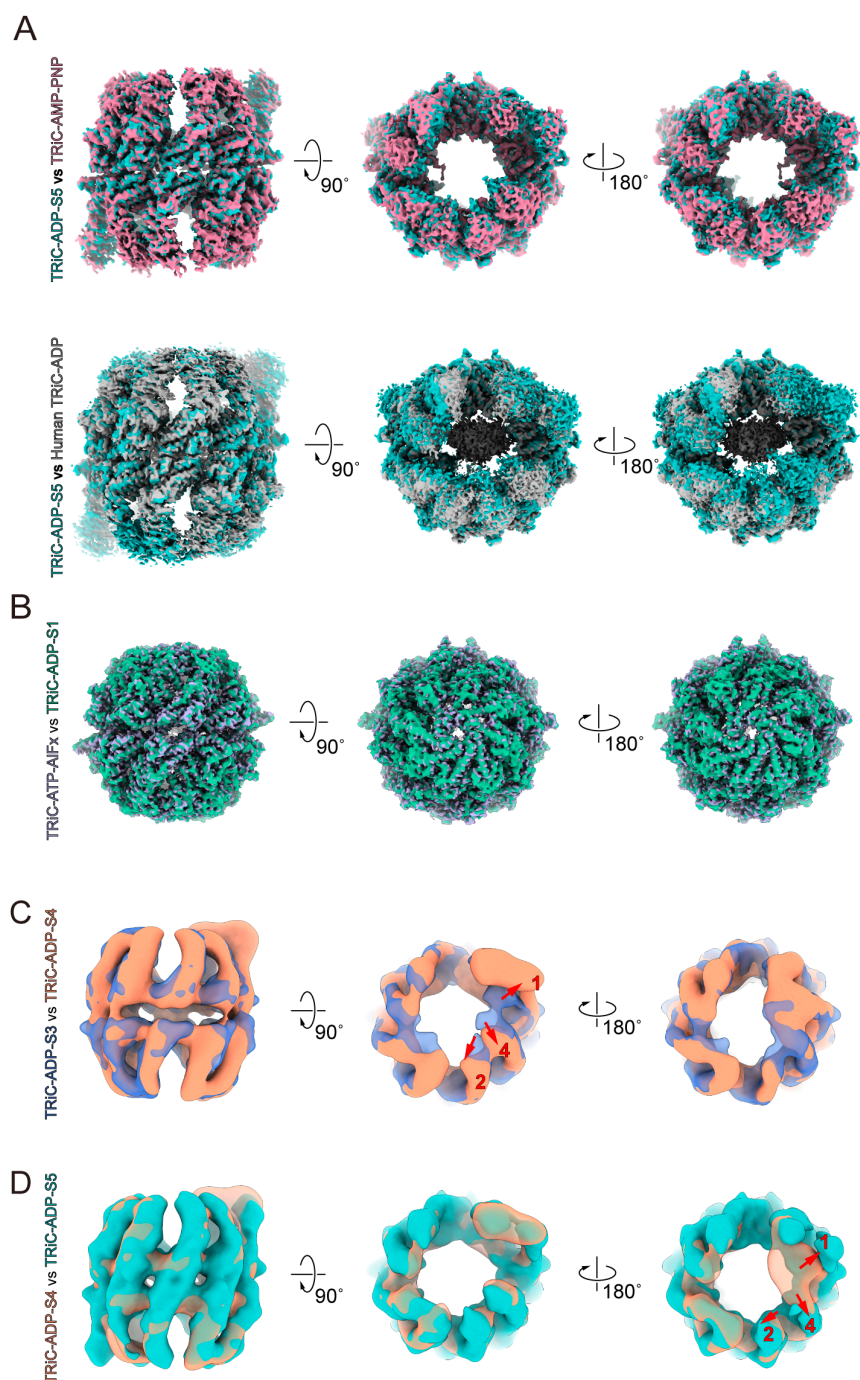 A
TRiC-ADP-S5 vs TRiC-AMP-PNP
90°
180°
TRiC-ADP-S5 vs Human TRiC-ADP
90°
180°
B
TRiC-ATP-AlFx vs TRiC-ADP-S1
90°
180°
C
TRiC-ADP-S3 vs TRiC-ADP-S4
90°
180°
1
4
2
D
TRiC-ADP-S4 vs TRiC-ADP-S5
90°
180°
1
2
4